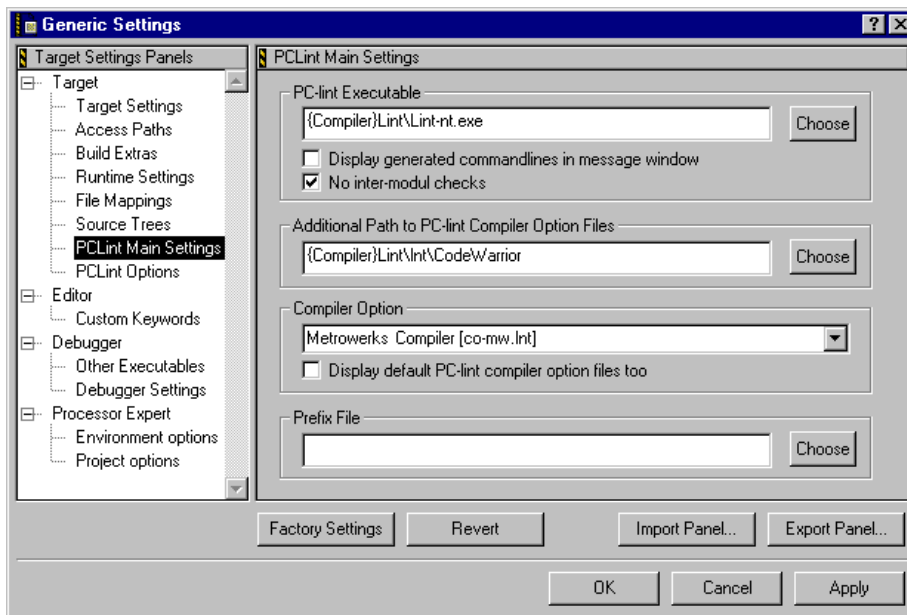 Generic Settings
Target Settings Panels
Target
Target Settings
Access Paths
Build Extras
Runtime Settings
File Mappings
Source Trees
PCLint Main Settings
PCLint Options
Editor
Custom Keywords
Debugger
Other Executables
Debugger Settings
Processor Expert
Environment options
Project options
PCLint Main Settings
PC-lint Executable
{Compiler}Lint\Lint-nt.exe
Choose
Display generated commandlines in message window
No inter-modul checks
Additional Path to PC-lint Compiler Option Files
{Compiler}Lint\lnt\CodeWarrior
Choose
Compiler Option
Metrowerks Compiler [co-mw.lnt]
Display default PC-lint compiler option files too
Prefix File
Choose
Factory Settings
Revert
Import Panel...
Export Panel...
OK
Cancel
Apply